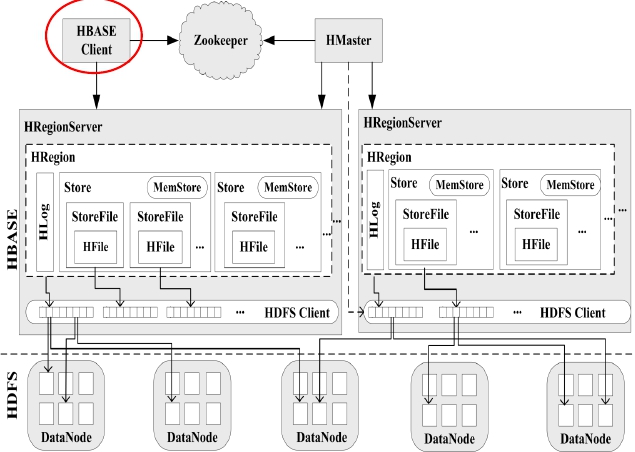 HBASE
Client
Zookeeper
HMaster
HRegionServer
HRegion
HLog
Store
MemStore
StoreFile
HFile
StoreFile
HFile
...
Store
MemStore
StoreFile
HFile
...
...
...
... HDFS Client
HRegionServer
HRegion
HLog
Store
MemStore
StoreFile
HFile
...
Store
MemStore
StoreFile
HFile
...
...
...
... HDFS Client
HBASE
HDFS
DataNode
DataNode
DataNode
DataNode
DataNode